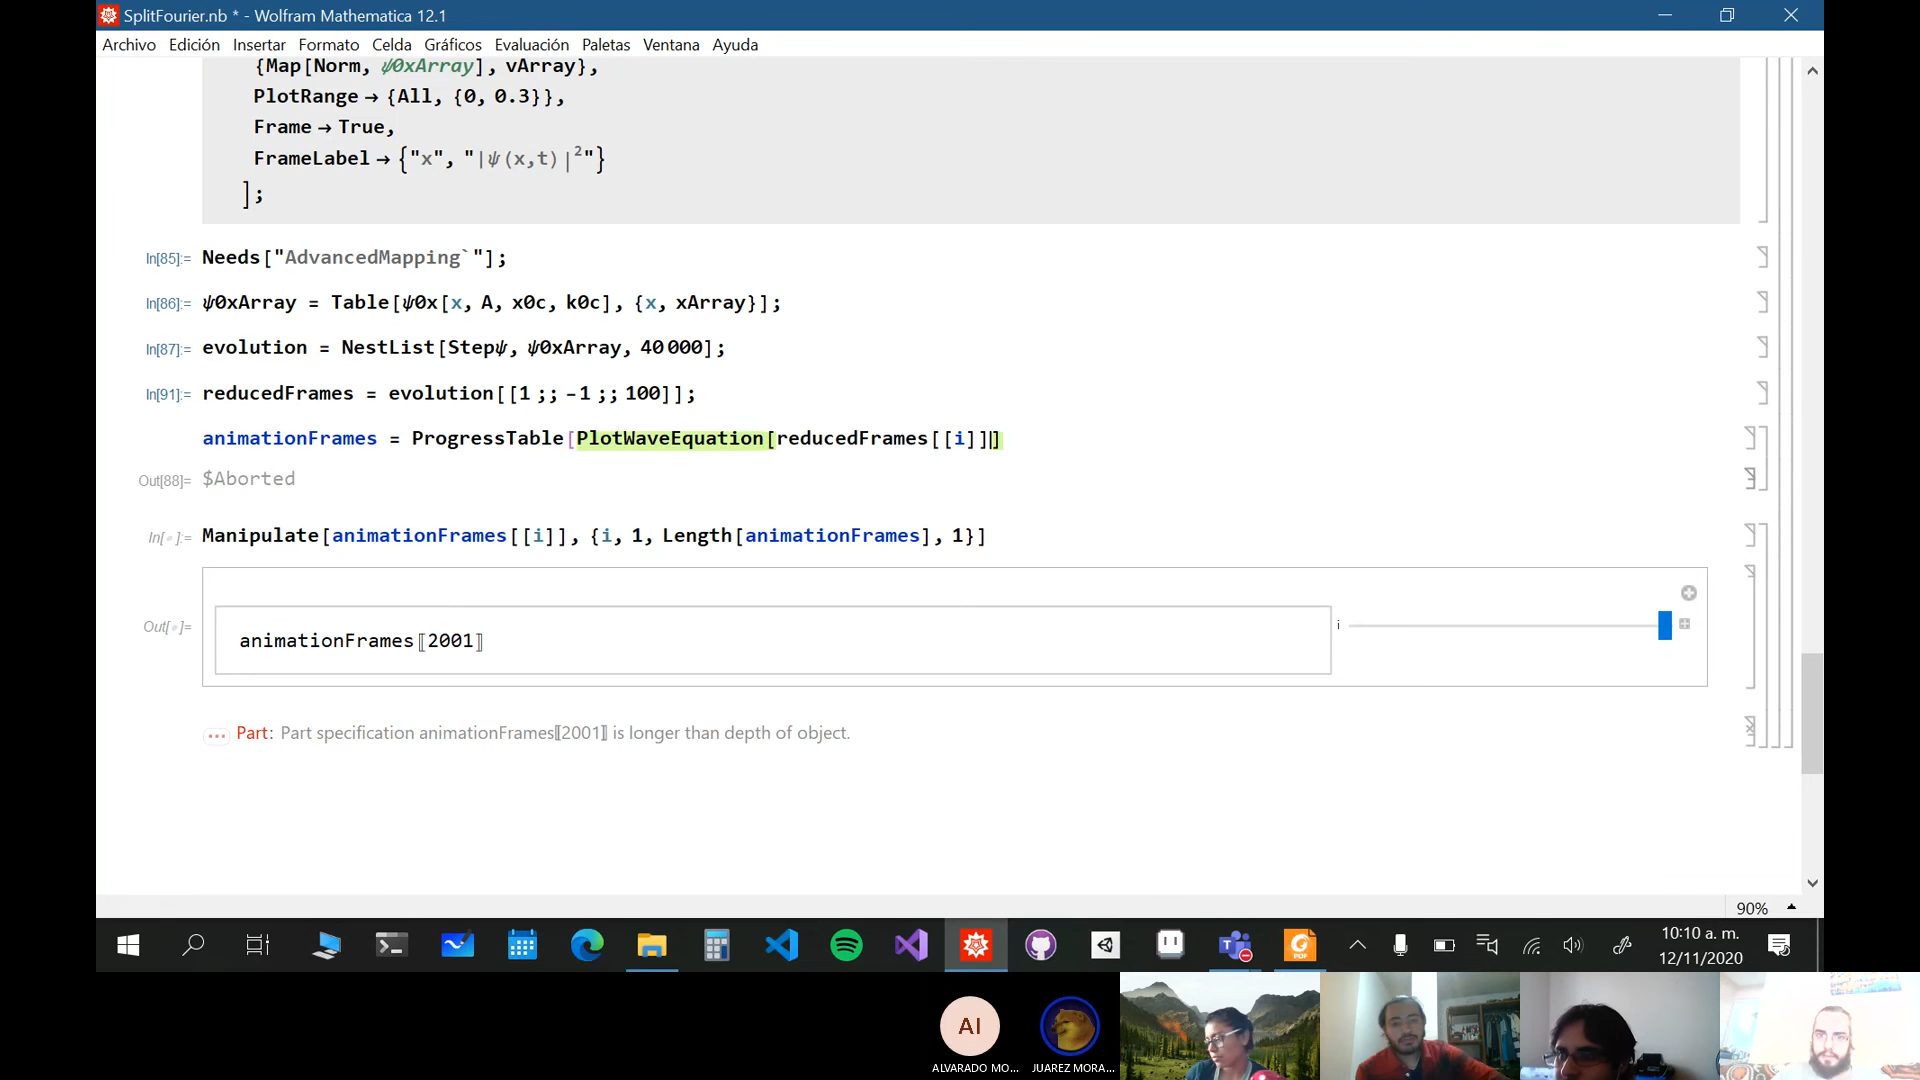 SplitFourier.nb * - Wolfram Mathematica 12.1
Archivo Edición Insertar Formato Celda Gráficos Evaluación Paletas Ventana Ayuda
{Map[Norm, ψ0xArray], vArray},
PlotRange → {All, {0, 0.3}},
Frame → True,
FrameLabel → {"x", "|ψ(x,t)|²"}
];
In[85]:= Needs["AdvancedMapping`"];
In[86]:= ψ0xArray = Table[ψ0x[x, A, x0c, k0c], {x, xArray}];
In[87]:= evolution = NestList[Stepψ, ψ0xArray, 40 000];
In[91]:= reducedFrames = evolution[[1 ;; -1 ;; 100]];
animationFrames = ProgressTable[PlotWaveEquation[reducedFrames[[i]]]
Out[88]= $Aborted
In[◦]:= Manipulate[animationFrames[[i]], {i, 1, Length[animationFrames], 1}]
Out[◦]=
animationFrames〚2001〛
i
... Part: Part specification animationFrames〚2001〛 is longer than depth of object.
90%
10:10 a. m.
12/11/2020
AI
ALVARADO MO...
JUAREZ MORA...